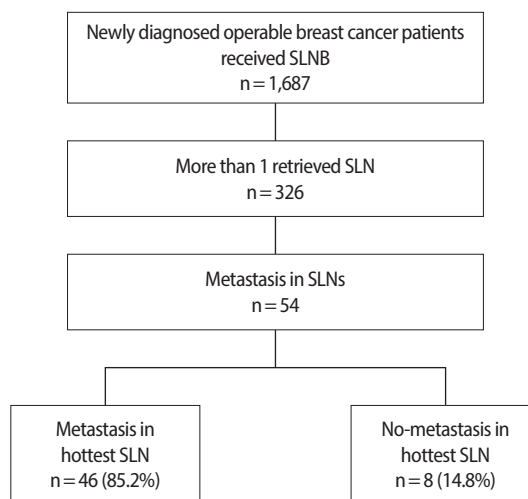 Newly diagnosed operable breast cancer patients
received SLNB
n = 1,687
More than 1 retrieved SLN
n = 326
Metastasis in SLNs
n = 54
Metastasis in
hottest SLN
n = 46 (85.2%)
No-metastasis in
hottest SLN
n = 8 (14.8%)